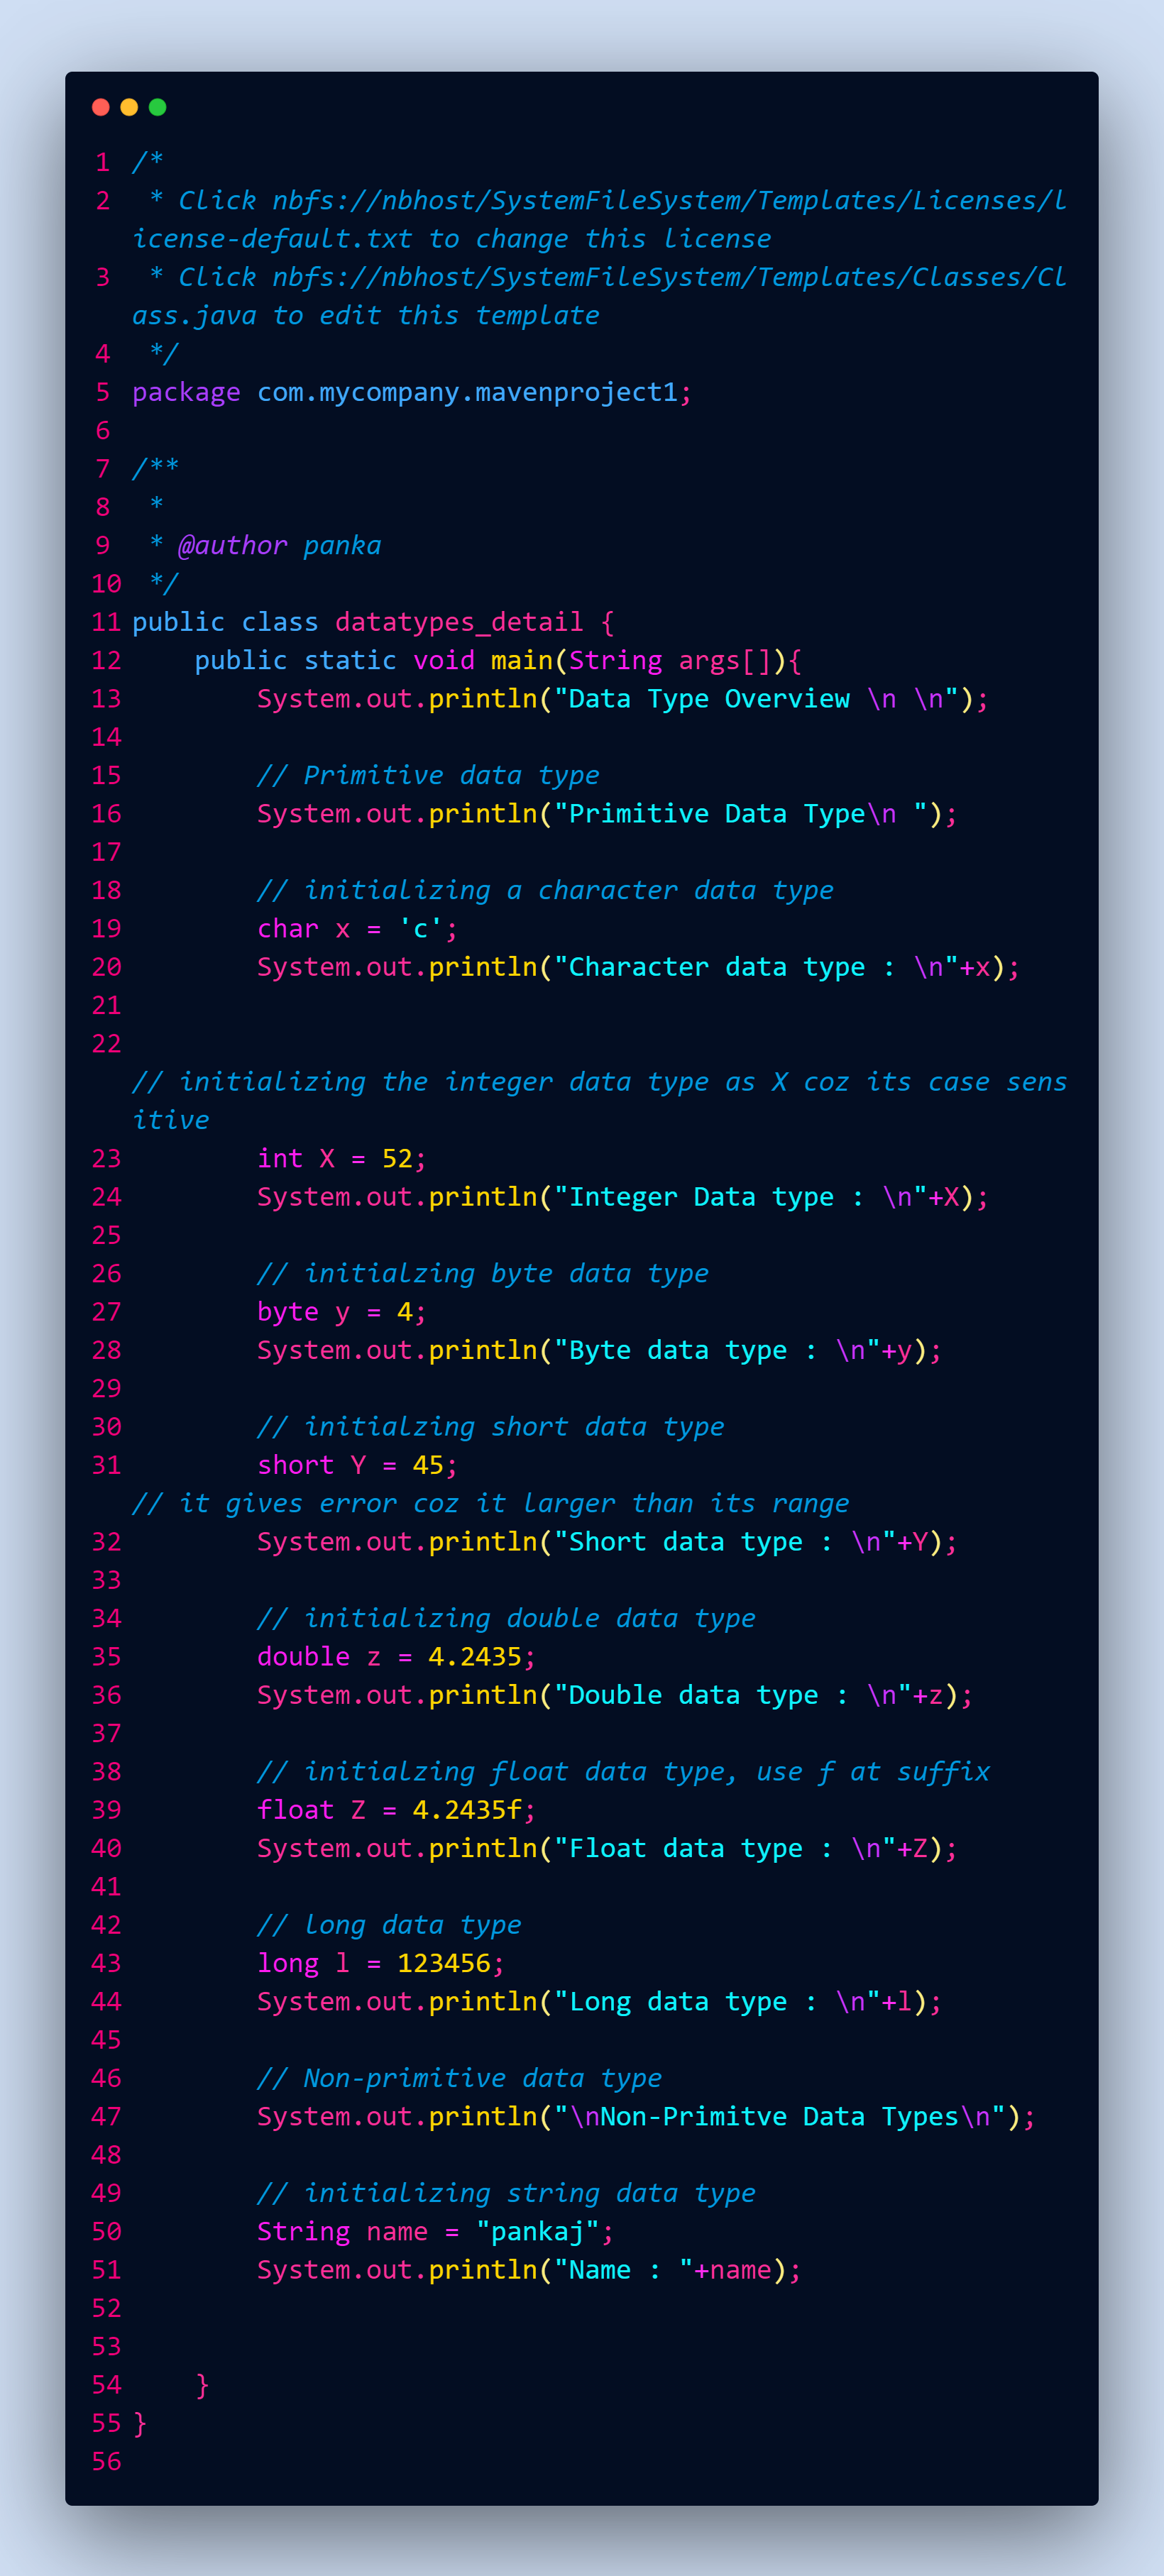 1 /*
2  * Click nbfs://nbhost/SystemFileSystem/Templates/Licenses/l
icense-default.txt to change this license
3  * Click nbfs://nbhost/SystemFileSystem/Templates/Classes/Cl
ass.java to edit this template
4  */
5 package com.mycompany.mavenproject1;
6
7 /**
8  *
9  * @author panka
10  */
11 public class datatypes_detail {
12     public static void main(String args[]){
13         System.out.println("Data Type Overview \n \n");
14
15         // Primitive data type
16         System.out.println("Primitive Data Type\n ");
17
18         // initializing a character data type
19         char x = 'c';
20         System.out.println("Character data type : \n"+x);
21
22
// initializing the integer data type as X coz its case sens
itive
23         int X = 52;
24         System.out.println("Integer Data type : \n"+X);
25
26         // initialzing byte data type
27         byte y = 4;
28         System.out.println("Byte data type : \n"+y);
29
30         // initialzing short data type
31         short Y = 45;
// it gives error coz it larger than its range
32         System.out.println("Short data type : \n"+Y);
33
34         // initializing double data type
35         double z = 4.2435;
36         System.out.println("Double data type : \n"+z);
37
38         // initialzing float data type, use f at suffix
39         float Z = 4.2435f;
40         System.out.println("Float data type : \n"+Z);
41
42         // long data type
43         long l = 123456;
44         System.out.println("Long data type : \n"+l);
45
46         // Non-primitive data type
47         System.out.println("\nNon-Primitve Data Types\n");
48
49         // initializing string data type
50         String name = "pankaj";
51         System.out.println("Name : "+name);
52
53
54     }
55 }
56